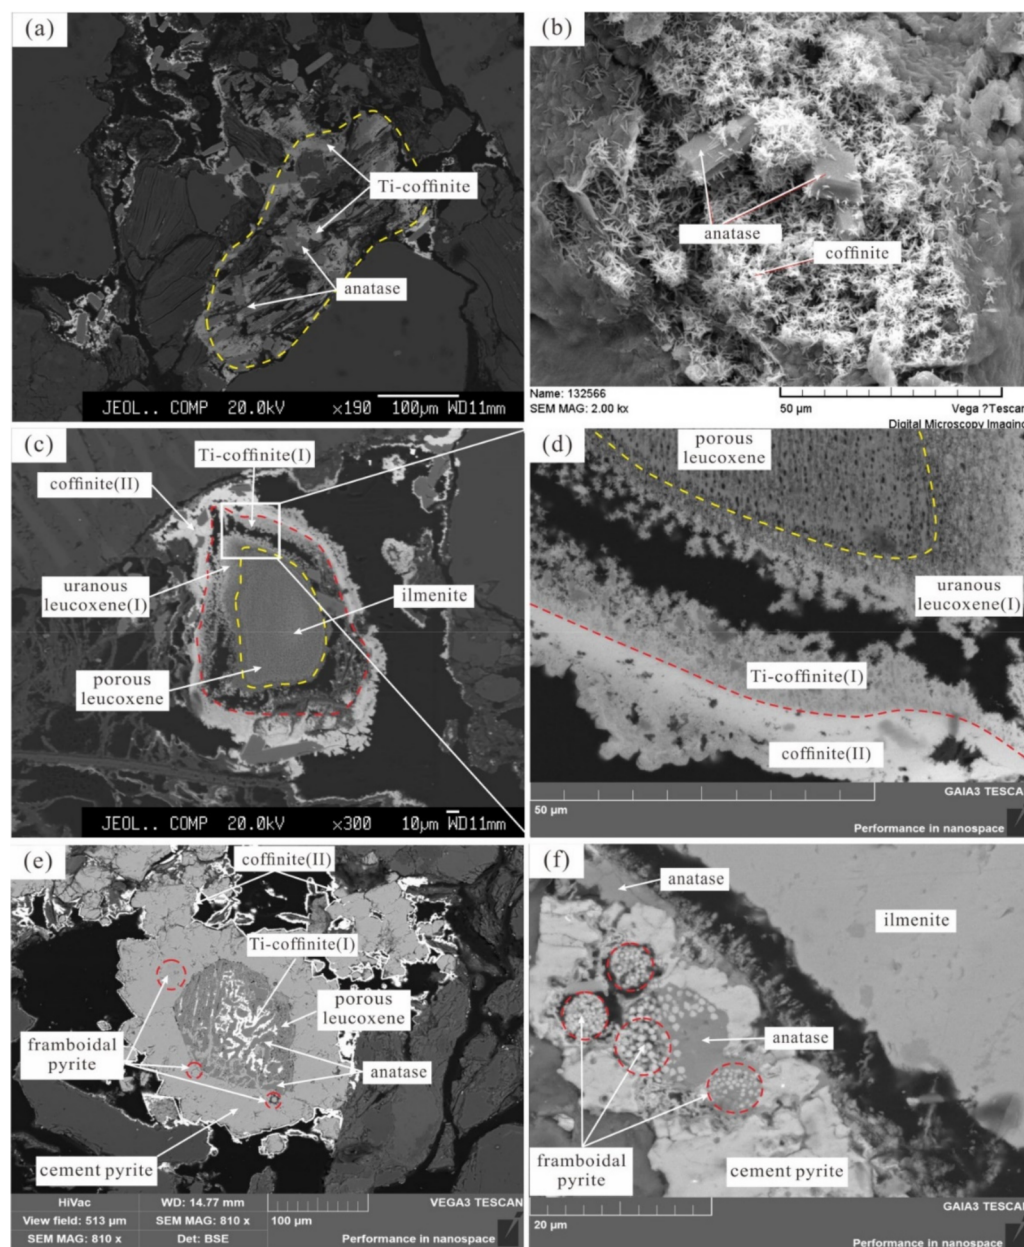 (a)
Ti-coffinite
anatase
JEOL.. COMP 20.0kV ×190 100μm WD11mm
(b)
anatase
coffinite
Name: 132566
SEM MAG: 2.00 kx
50 μm
Vega ?Tescan
Digital Microscopy Imaging
(c)
Ti-coffinite(I)
coffinite(II)
uranous
leucoxene(I)
ilmenite
porous
leucoxene
JEOL.. COMP 20.0kV ×300 10μm WD11mm
(d)
porous
leucoxene
uranous
leucoxene(I)
Ti-coffinite(I)
coffinite(II)
50 μm
GAIA3 TESCAN
Performance in nanospace
(e)
coffinite(II)
Ti-coffinite(I)
porous
leucoxene
framboidal
pyrite
anatase
cement pyrite
HiVac WD: 14.77 mm
View field: 513 μm SEM MAG: 810 x 100 μm
SEM MAG: 810 x Det: BSE
VEGA3 TESCAN
Performance in nanospace
(f)
anatase
ilmenite
anatase
framboidal
pyrite
cement pyrite
20 μm
GAIA3 TESCAN
Performance in nanospace